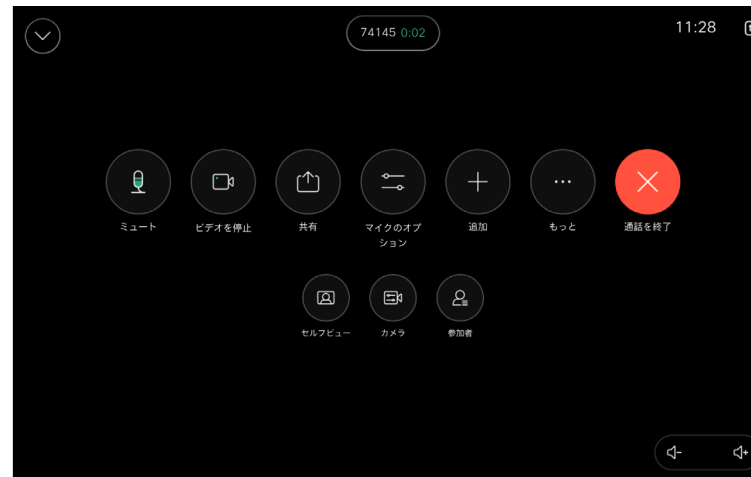 74145 0:02
11:28
ミュート
ビデオを停止
共有
マイクのオプ
ション
追加
もっと
通話を終了
セルフビュー
カメラ
参加者